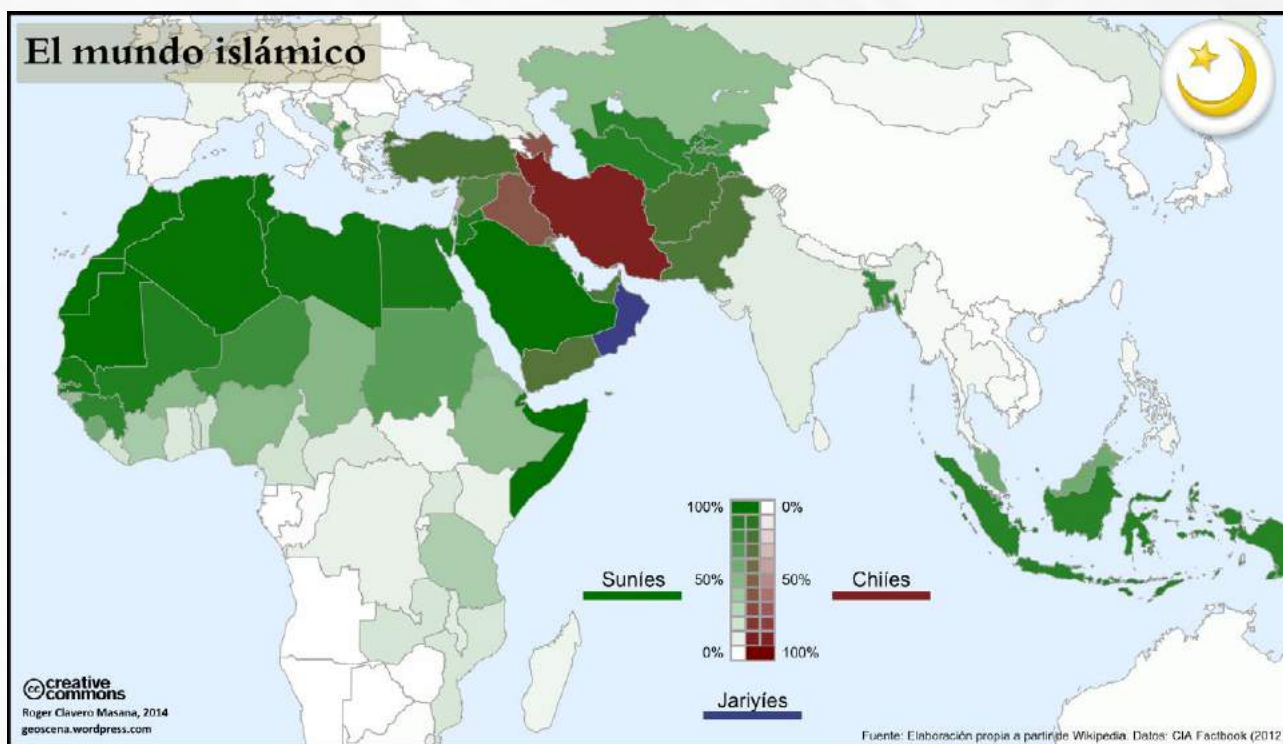 El mundo islámico
100%
0%
Suníes
50%
50%
Chiíes
0%
100%
Jariyíes
cc creative commons
Roger Clavero Masana, 2014
geoscena.wordpress.com
Fuente: Elaboración propia a partir de Wikipedia. Datos: CIA Factbook (2012